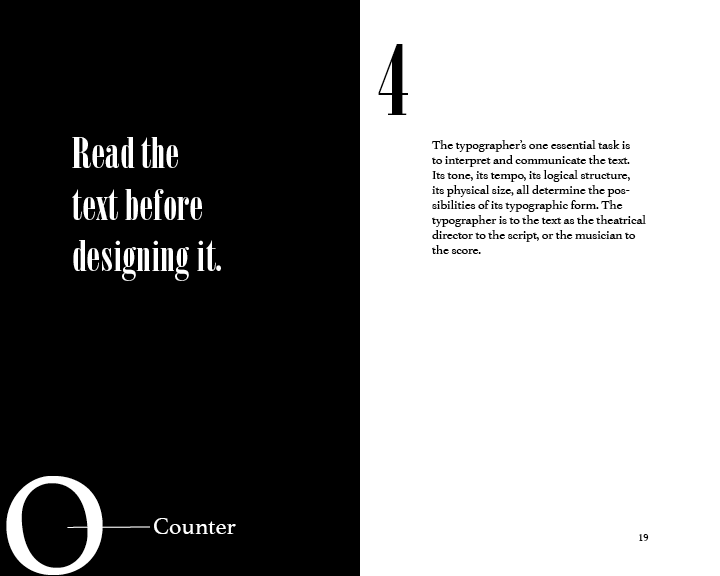 Read the
text before
designing it.
O
Counter
4
The typographer’s one essential task is
to interpret and communicate the text.
Its tone, its tempo, its logical structure,
its physical size, all determine the pos-
sibilities of its typographic form. The
typographer is to the text as the theatrical
director to the script, or the musician to
the score.
19